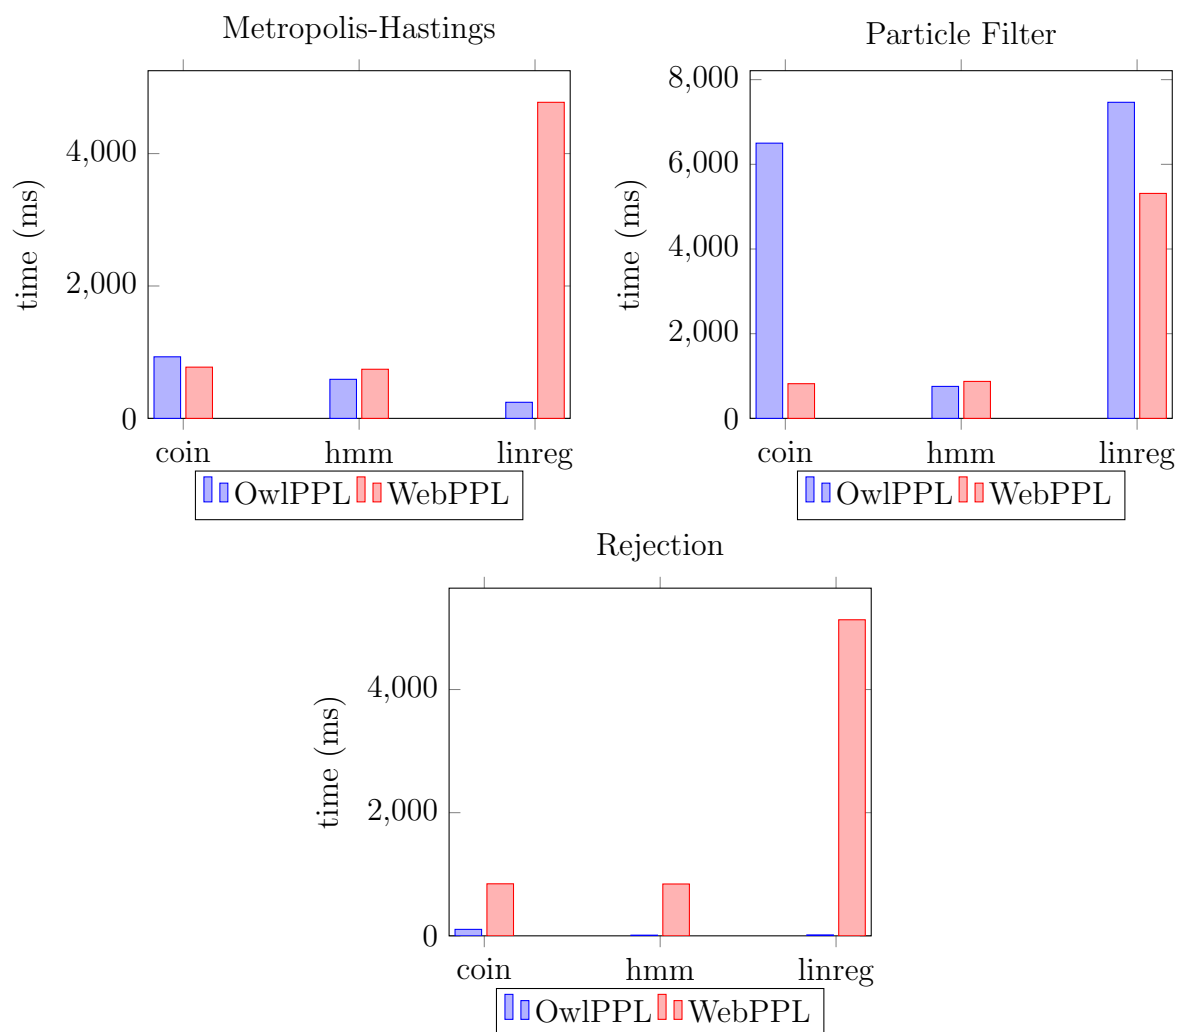 Metropolis-Hastings
time (ms)
4,000
2,000
0
coin hmm linreg
OwlPPL WebPPL
Particle Filter
time (ms)
8,000
6,000
4,000
2,000
0
coin hmm linreg
OwlPPL WebPPL
Rejection
time (ms)
4,000
2,000
0
coin hmm linreg
OwlPPL WebPPL